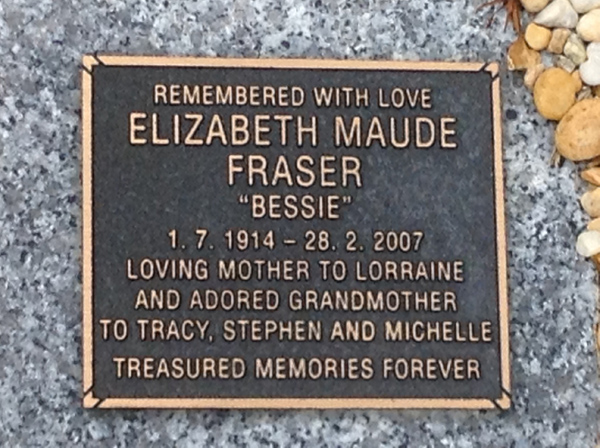 REMEMBERED WITH LOVE
ELIZABETH MAUDE
FRASER
"BESSIE"
1. 7. 1914 – 28. 2. 2007
LOVING MOTHER TO LORRAINE
AND ADORED GRANDMOTHER
TO TRACY, STEPHEN AND MICHELLE
TREASURED MEMORIES FOREVER